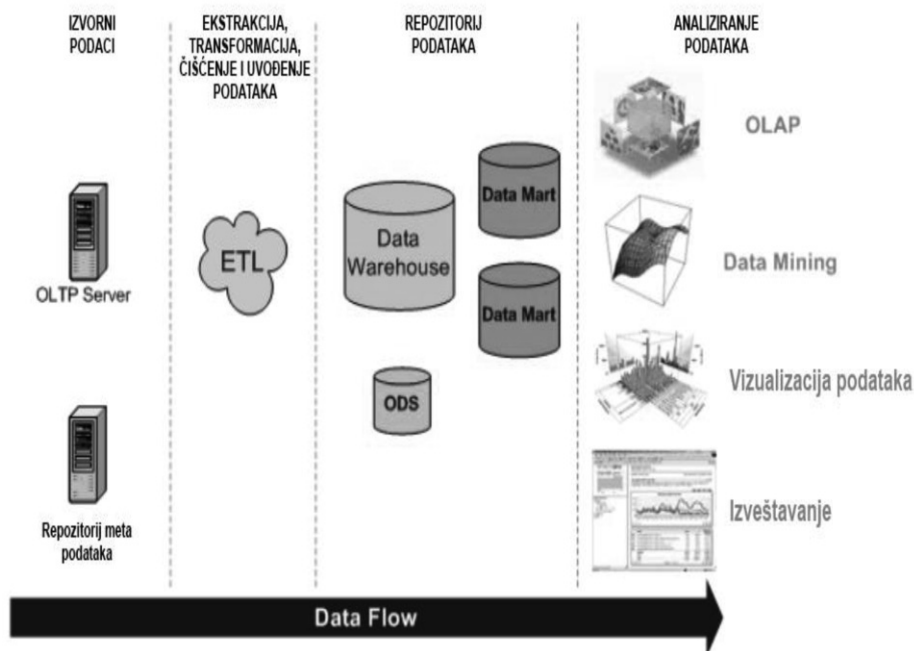 IZVORNI
PODACI
EKSTRAKCIJA,
TRANSFORMACIJA,
ČIŠĆENJE I UVOĐENJE
PODATAKA
REPOZITORIJ
PODATAKA
ANALIZIRANJE
PODATAKA
OLTP Server
Repozitorij meta
podataka
ETL
Data
Warehouse
Data Mart
Data Mart
ODS
OLAP
Data Mining
Vizualizacija podataka
Izveštavanje
Data Flow